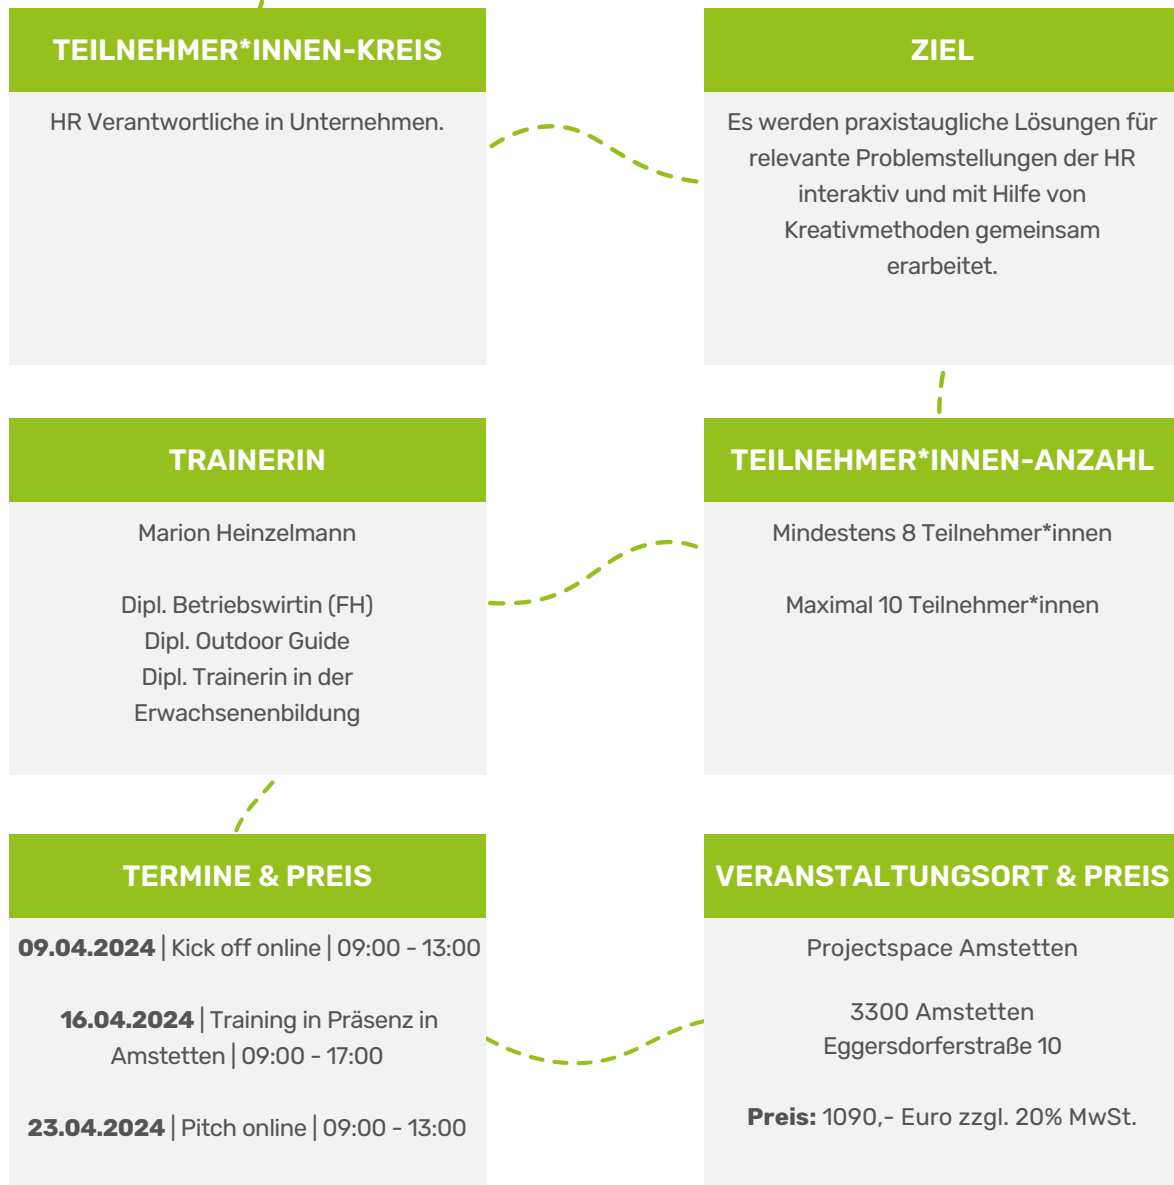 TEILNEHMER*INNEN-KREIS
HR Verantwortliche in Unternehmen.
ZIEL
Es werden praxistaugliche Lösungen für
relevante Problemstellungen der HR
interaktiv und mit Hilfe von
Kreativmethoden gemeinsam
erarbeitet.
TRAINERIN
Marion Heinzelmann
Dipl. Betriebswirtin (FH)
Dipl. Outdoor Guide
Dipl. Trainerin in der
Erwachsenenbildung
TEILNEHMER*INNEN-ANZAHL
Mindestens 8 Teilnehmer*innen
Maximal 10 Teilnehmer*innen
TERMINE & PREIS
09.04.2024 | Kick off online | 09:00 - 13:00
16.04.2024 | Training in Präsenz in
Amstetten | 09:00 - 17:00
23.04.2024 | Pitch online | 09:00 - 13:00
VERANSTALTUNGSORT & PREIS
Projectspace Amstetten
3300 Amstetten
Eggersdorferstraße 10
Preis: 1090,- Euro zzgl. 20% MwSt.